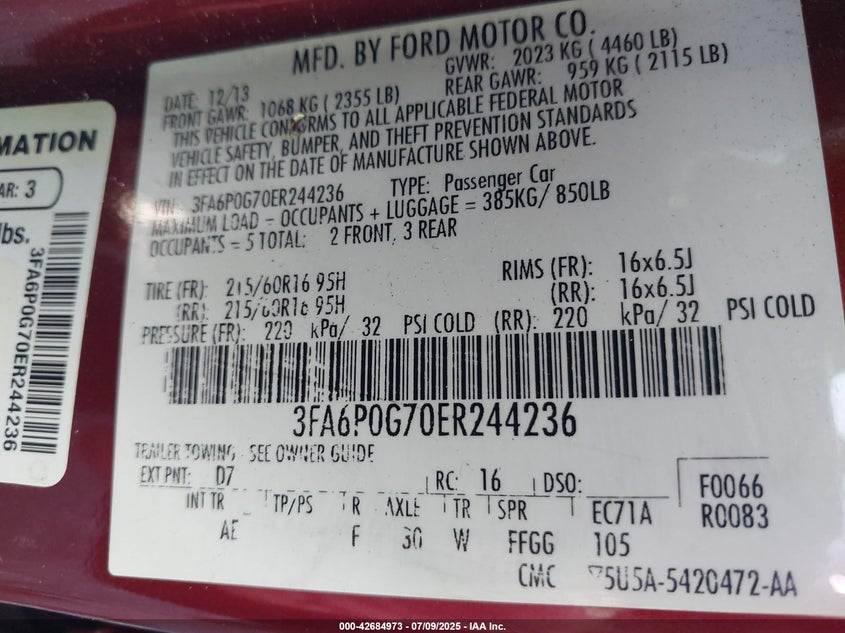 MATION
AR: 3
lbs.
3FA6P0G70ER244236
MFD. BY FORD MOTOR CO.
DATE: 12/13 GVWR: 2023 KG ( 4460 LB)
FRONT GAWR: 1068 KG ( 2355 LB) REAR GAWR: 959 KG ( 2115 LB)
THIS VEHICLE CONFORMS TO ALL APPLICABLE FEDERAL MOTOR
VEHICLE SAFETY, BUMPER, AND THEFT PREVENTION STANDARDS
IN EFFECT ON THE DATE OF MANUFACTURE SHOWN ABOVE.
VIN: 3FA6P0G70ER244236 TYPE: Passenger Car
MAXIMUM LOAD = OCCUPANTS + LUGGAGE = 385KG/ 850LB
OCCUPANTS = 5 TOTAL: 2 FRONT, 3 REAR
TIRE (FR): 215/60R16 95H RIMS (FR): 16x6.5J
(RR): 215/60R16 95H (RR): 16x6.5J
PRESSURE (FR): 220 kPa/ 32 PSI COLD (RR): 220 kPa/ 32 PSI COLD
3FA6P0G70ER244236
TRAILER TOWING - SEE OWNER GUIDE
EXT PNT: D7 RC: 16 DSO: F0066
INT TR TP/PS R AXLE TR SPR EC71A R0083
AE F 30 W FFGG 105
CMC 5U5A-5420472-AA
000-42684973 / 07/09/2025 - IAA Inc.